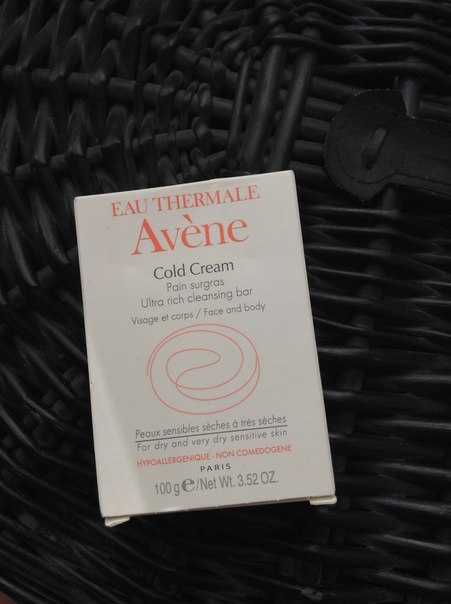 EAU THERMALE
Avène
Cold Cream
Pain surgras
Ultra rich cleansing bar
Visage et corps / Face and body
Peaux sensibles sèches à très sèches
For dry and very dry sensitive skin
HYPOALLERGENIQUE - NON COMEDOGENE
PARIS
100 g e/Net Wt. 3.52 OZ.